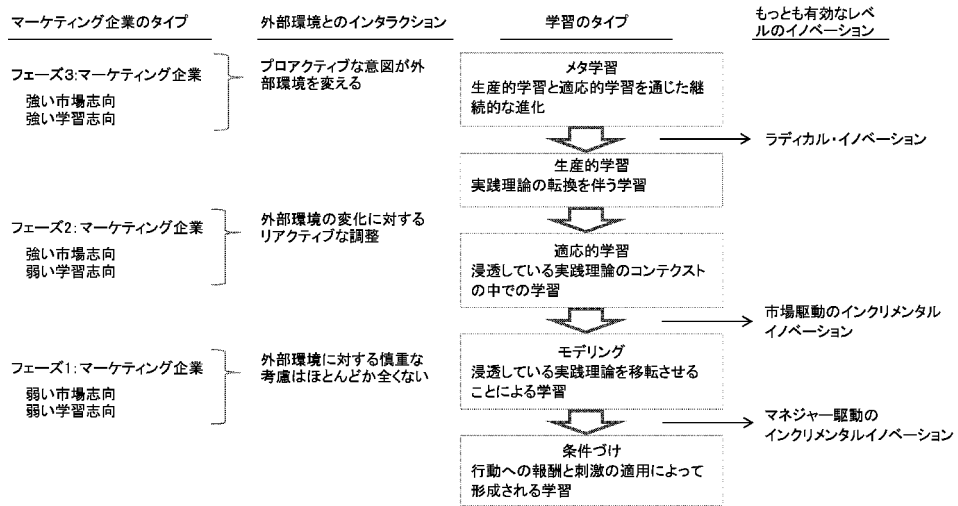 マーケティング企業のタイプ
外部環境とのインタラクション
学習のタイプ
もっとも有効なレベ
ルのイノベーション
フェーズ3:マーケティング企業
強い市場志向
強い学習志向
プロアクティブな意図が外
部環境を変える
メタ学習
生産的学習と適応的学習を通じた継
続的な進化
ラディカル・イノベーション
生産的学習
実践理論の転換を伴う学習
フェーズ2:マーケティング企業
強い市場志向
弱い学習志向
外部環境の変化に対する
リアクティブな調整
適応的学習
浸透している実践理論のコンテクスト
の中での学習
市場駆動のインクリメンタル
イノベーション
フェーズ1:マーケティング企業
弱い市場志向
弱い学習志向
外部環境に対する慎重な
考慮はほとんどか全くない
モデリング
浸透している実践理論を移転させる
ことによる学習
マネジャー駆動の
インクリメンタルイノベーション
条件づけ
行動への報酬と刺激の適用によって
形成される学習